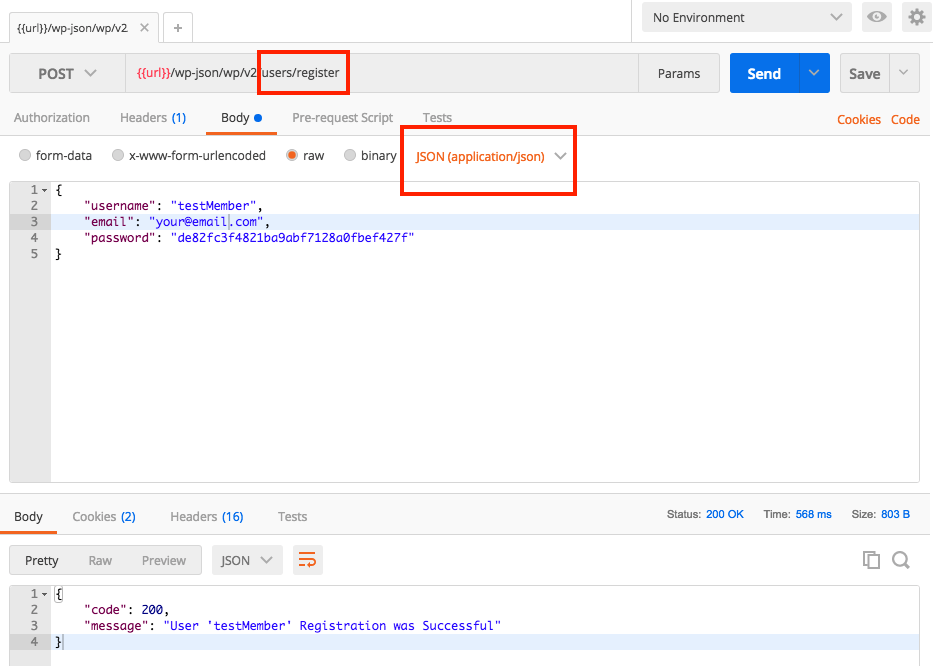 {{url}}/wp-json/wp/v2 × +
No Environment
POST {{url}}/wp-json/wp/v2/users/register Params Send Save
Authorization Headers (1) Body Pre-request Script Tests Cookies Code
form-data x-www-form-urlencoded raw binary JSON (application/json)
1 {
2 "username": "testMember",
3 "email": "your@email.com",
4 "password": "de82fc3f4821ba9abf7128a0fbef427f"
5 }
Body Cookies (2) Headers (16) Tests Status: 200 OK Time: 568 ms Size: 803 B
Pretty Raw Preview JSON
1 {
2 "code": 200,
3 "message": "User 'testMember' Registration was Successful"
4 }